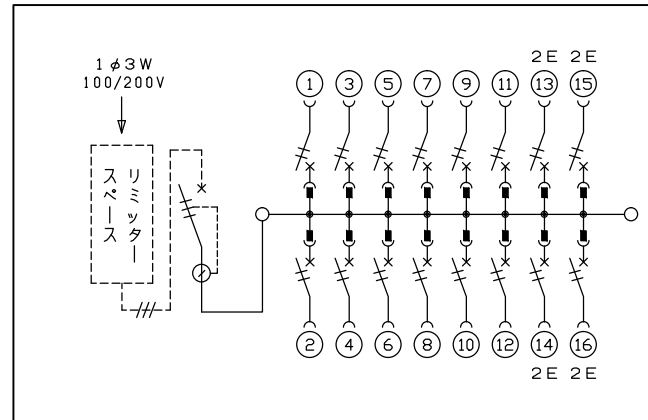 2E 2E
1φ3W
100/200V
① ③ ⑤ ⑦ ⑨ ⑪ ⑬ ⑮
リミッター
スペース
② ④ ⑥ ⑧ ⑩ ⑫ ⑭ ⑯
2E 2E